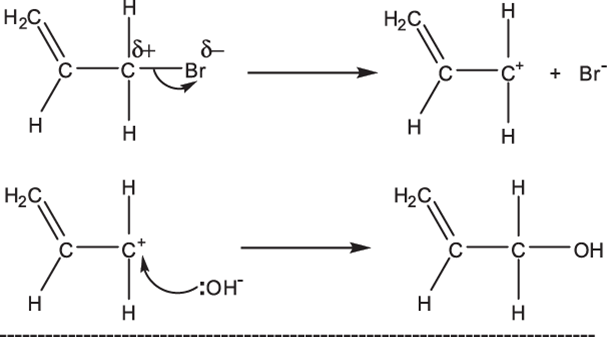 H₂C H H₂C H
δ+ δ−
C C Br C C⁺ + Br⁻
H H H H
H₂C H H₂C H
C C⁺ C C OH
:OH⁻
H H H H